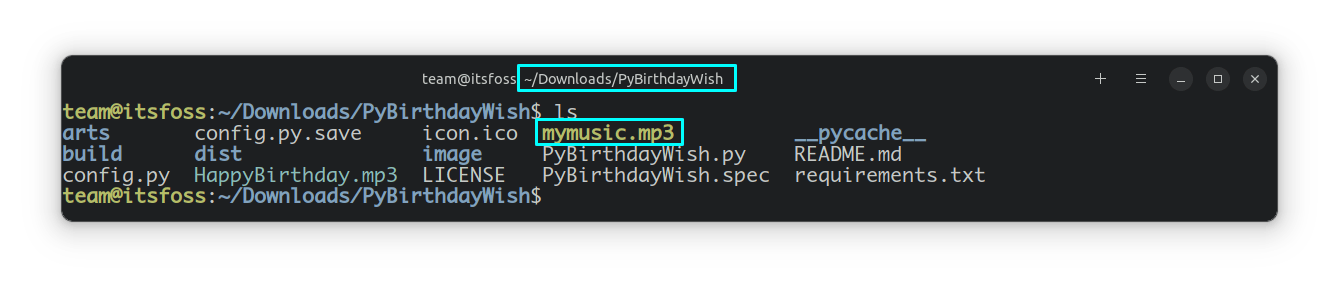 team@itsfoss:~/Downloads/PyBirthdayWish
team@itsfoss:~/Downloads/PyBirthdayWish$ ls
arts config.py.save icon.ico mymusic.mp3 __pycache__
build dist image PyBirthdayWish.py README.md
config.py HappyBirthday.mp3 LICENSE PyBirthdayWish.spec requirements.txt
team@itsfoss:~/Downloads/PyBirthdayWish$